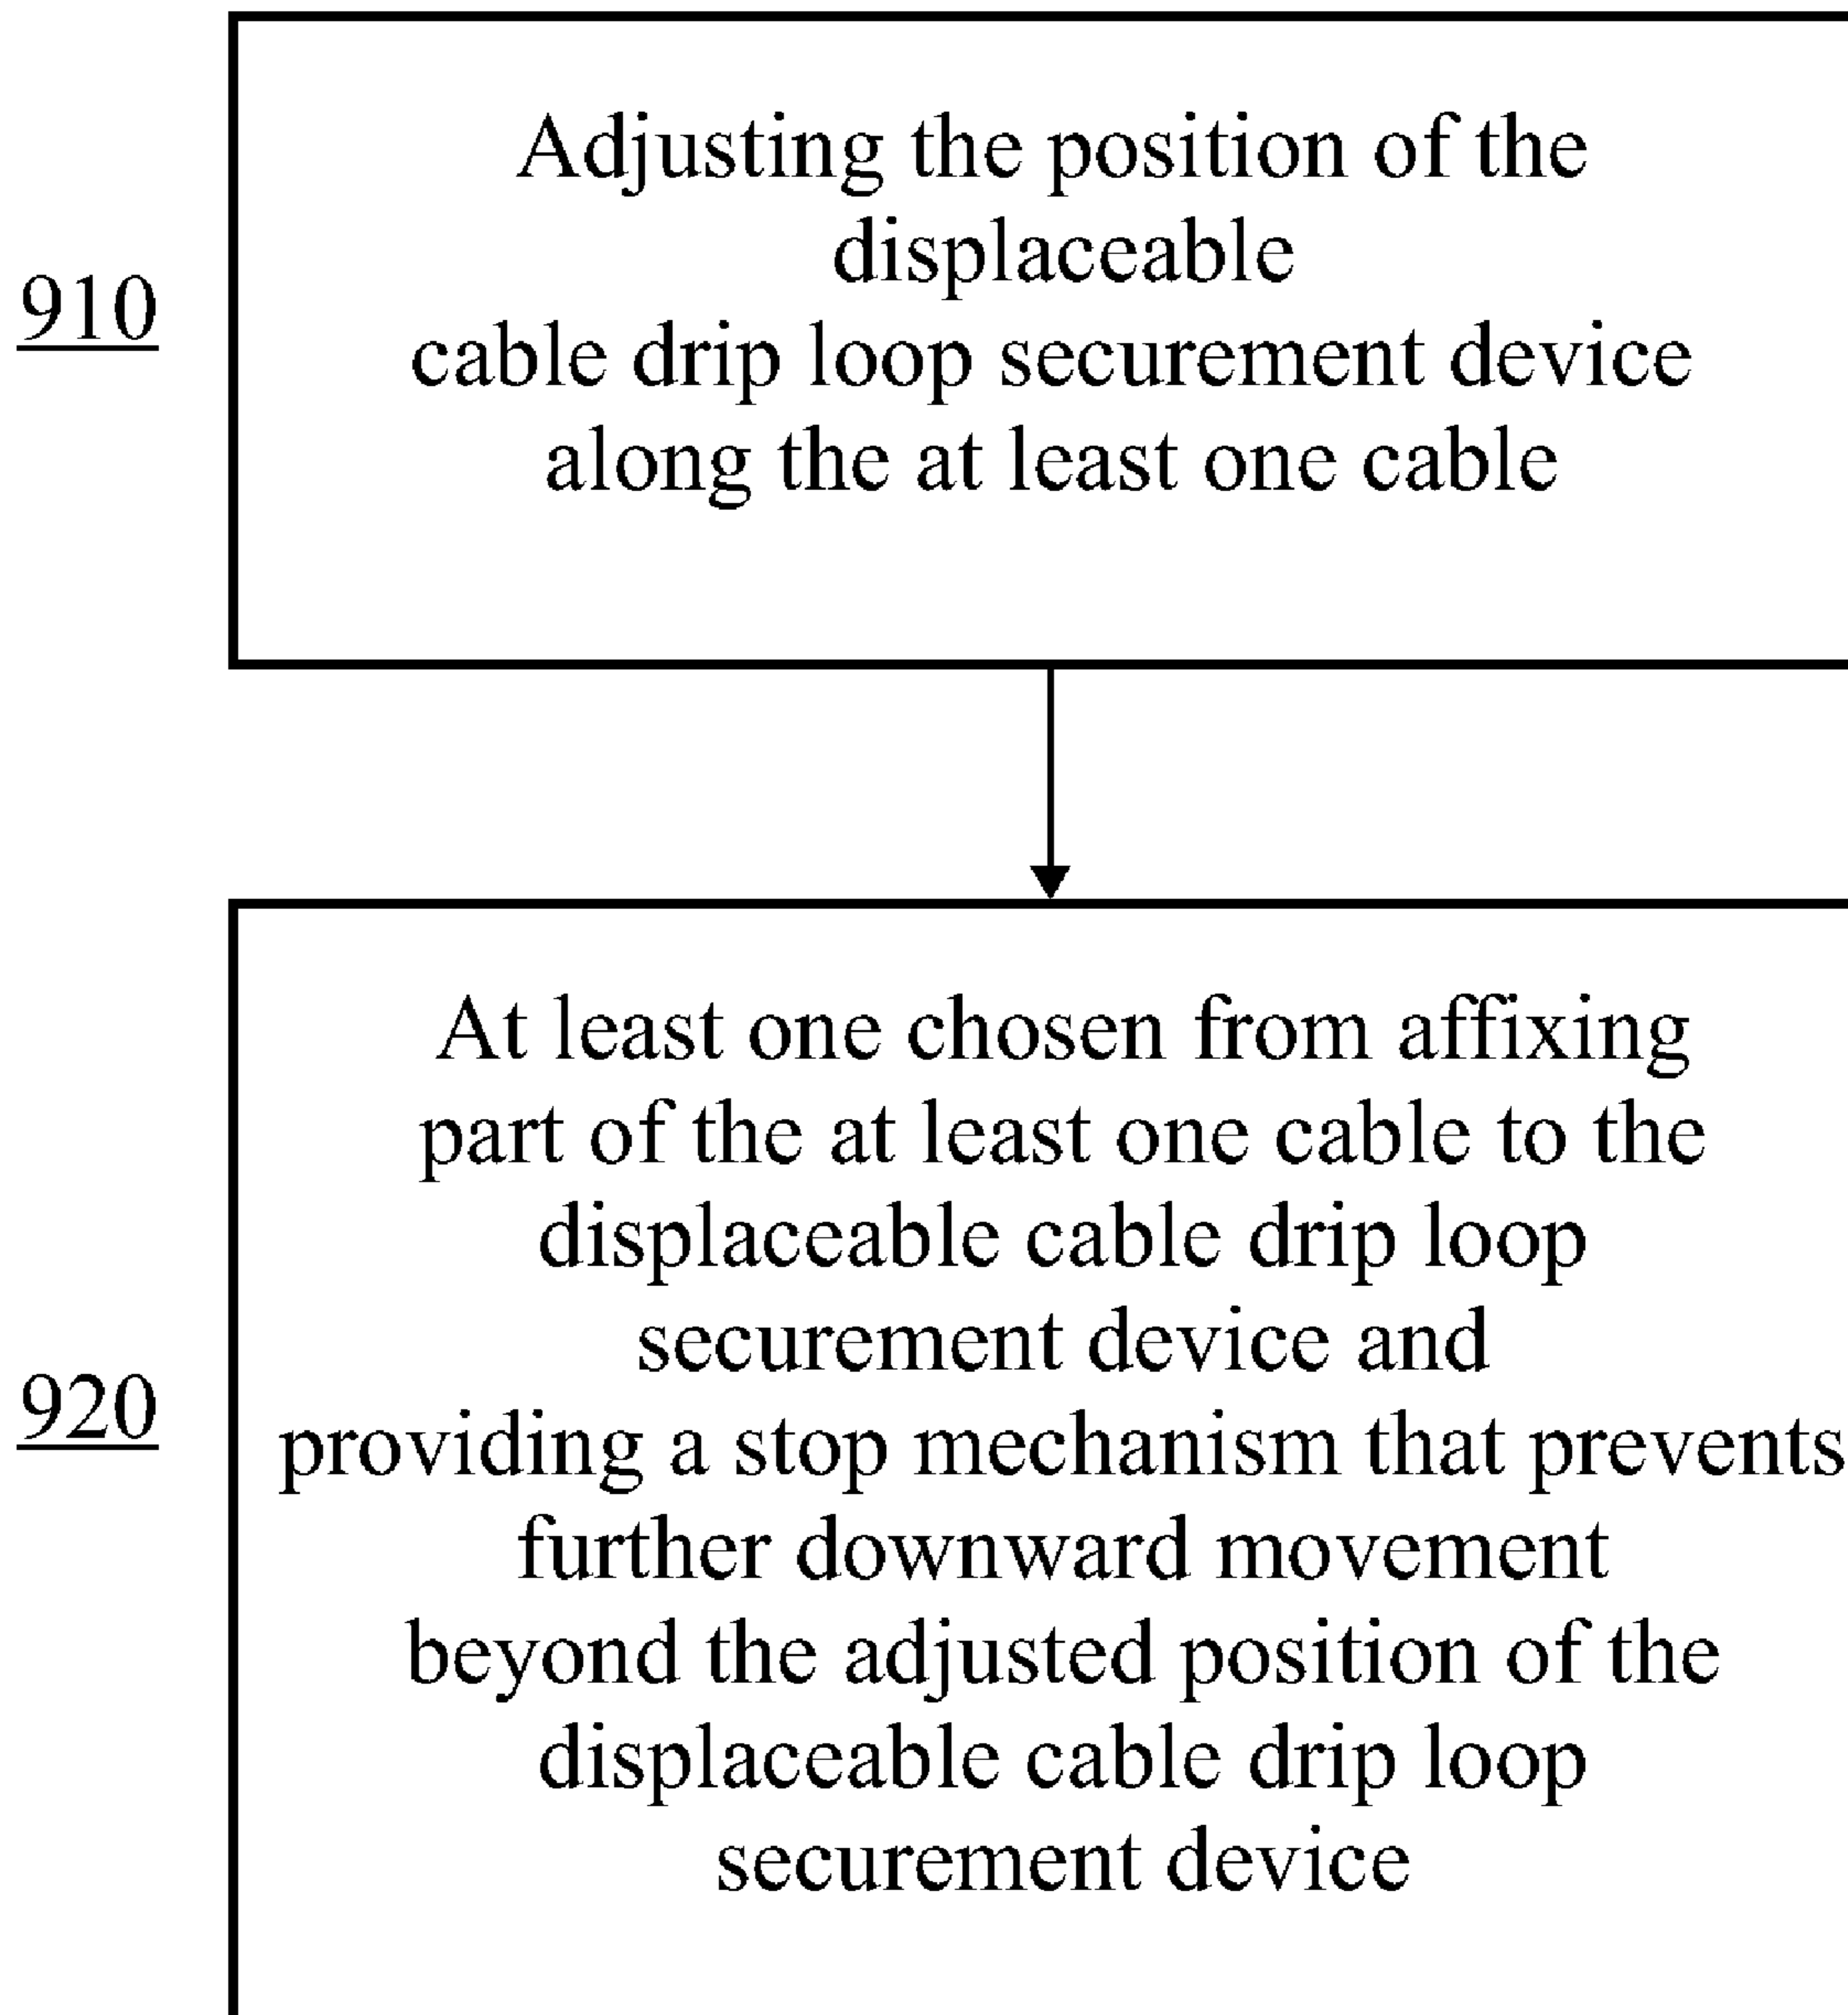 910
Adjusting the position of the
displaceable
cable drip loop securement device
along the at least one cable
920
At least one chosen from affixing
part of the at least one cable to the
displaceable cable drip loop
securement device and
providing a stop mechanism that prevents
further downward movement
beyond the adjusted position of the
displaceable cable drip loop
securement device